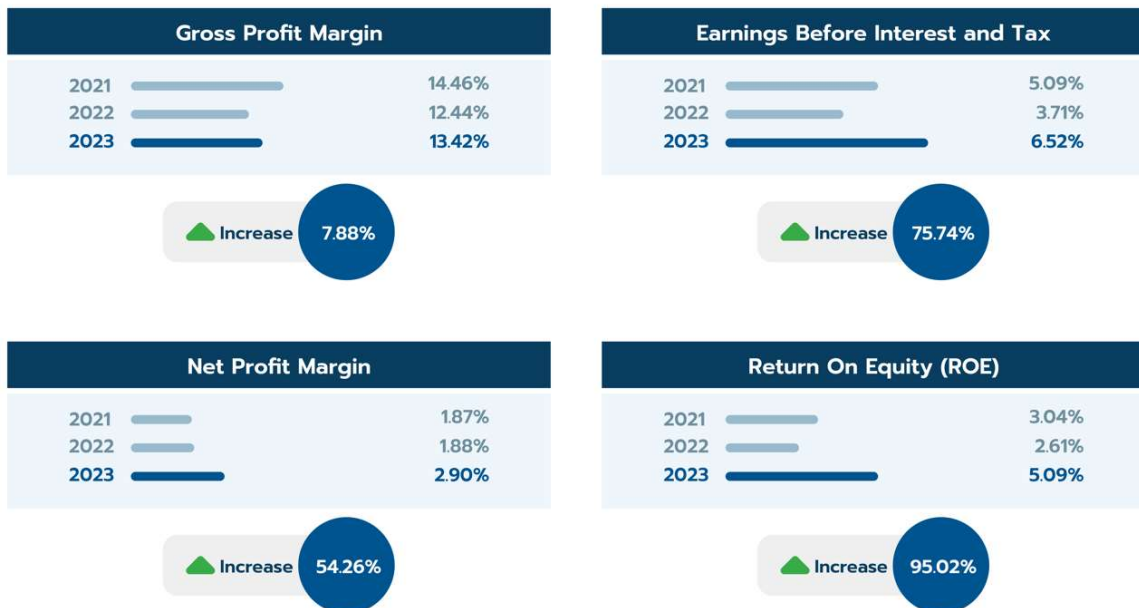 Gross Profit Margin
2021 14.46%
2022 12.44%
2023 13.42%
Increase 7.88%
Earnings Before Interest and Tax
2021 5.09%
2022 3.71%
2023 6.52%
Increase 75.74%
Net Profit Margin
2021 1.87%
2022 1.88%
2023 2.90%
Increase 54.26%
Return On Equity (ROE)
2021 3.04%
2022 2.61%
2023 5.09%
Increase 95.02%